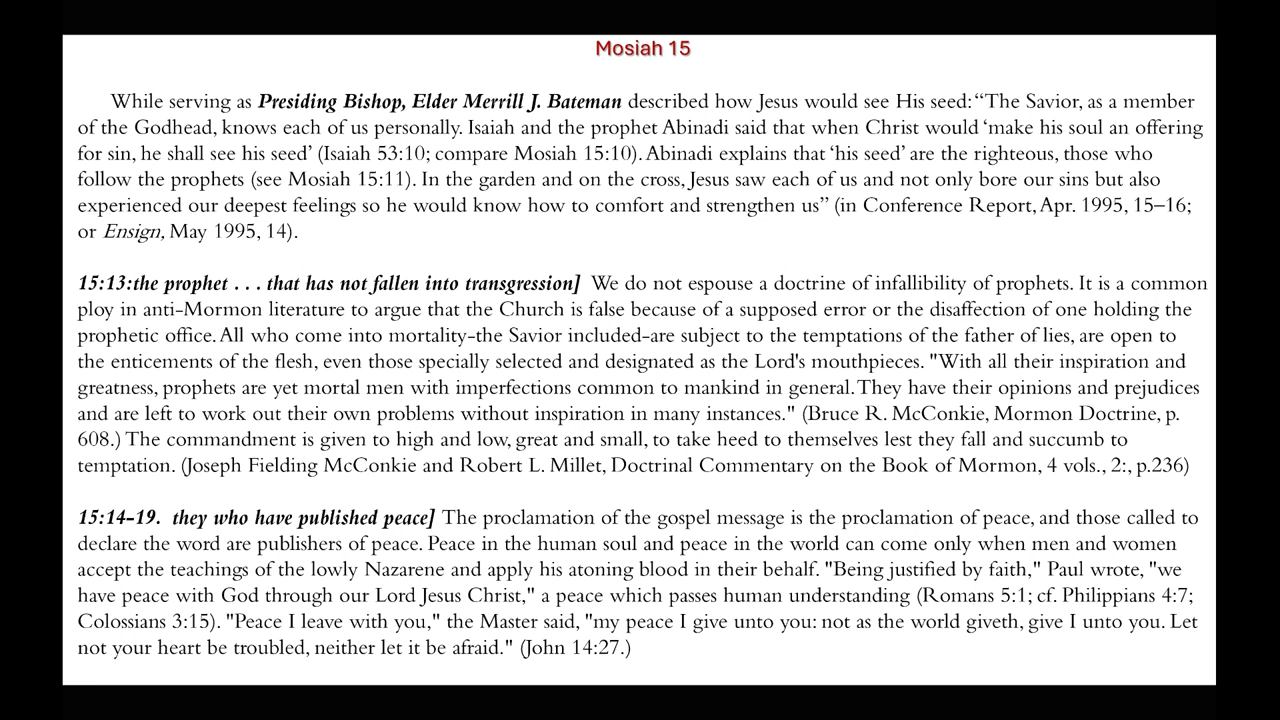 Mosiah 15
While serving as Presiding Bishop, Elder Merrill J. Bateman described how Jesus would see His seed: “The Savior, as a member
of the Godhead, knows each of us personally. Isaiah and the prophet Abinadi said that when Christ would ‘make his soul an offering
for sin, he shall see his seed’ (Isaiah 53:10; compare Mosiah 15:10). Abinadi explains that ‘his seed’ are the righteous, those who
follow the prophets (see Mosiah 15:11). In the garden and on the cross, Jesus saw each of us and not only bore our sins but also
experienced our deepest feelings so he would know how to comfort and strengthen us” (in Conference Report, Apr. 1995, 15–16;
or Ensign, May 1995, 14).
15:13:the prophet . . . that has not fallen into transgression] We do not espouse a doctrine of infallibility of prophets. It is a common
ploy in anti-Mormon literature to argue that the Church is false because of a supposed error or the disaffection of one holding the
prophetic office. All who come into mortality-the Savior included-are subject to the temptations of the father of lies, are open to
the enticements of the flesh, even those specially selected and designated as the Lord's mouthpieces. "With all their inspiration and
greatness, prophets are yet mortal men with imperfections common to mankind in general. They have their opinions and prejudices
and are left to work out their own problems without inspiration in many instances." (Bruce R. McConkie, Mormon Doctrine, p.
608.) The commandment is given to high and low, great and small, to take heed to themselves lest they fall and succumb to
temptation. (Joseph Fielding McConkie and Robert L. Millet, Doctrinal Commentary on the Book of Mormon, 4 vols., 2:, p.236)
15:14-19. they who have published peace] The proclamation of the gospel message is the proclamation of peace, and those called to
declare the word are publishers of peace. Peace in the human soul and peace in the world can come only when men and women
accept the teachings of the lowly Nazarene and apply his atoning blood in their behalf. "Being justified by faith," Paul wrote, "we
have peace with God through our Lord Jesus Christ," a peace which passes human understanding (Romans 5:1; cf. Philippians 4:7;
Colossians 3:15). "Peace I leave with you," the Master said, "my peace I give unto you: not as the world giveth, give I unto you. Let
not your heart be troubled, neither let it be afraid." (John 14:27.)